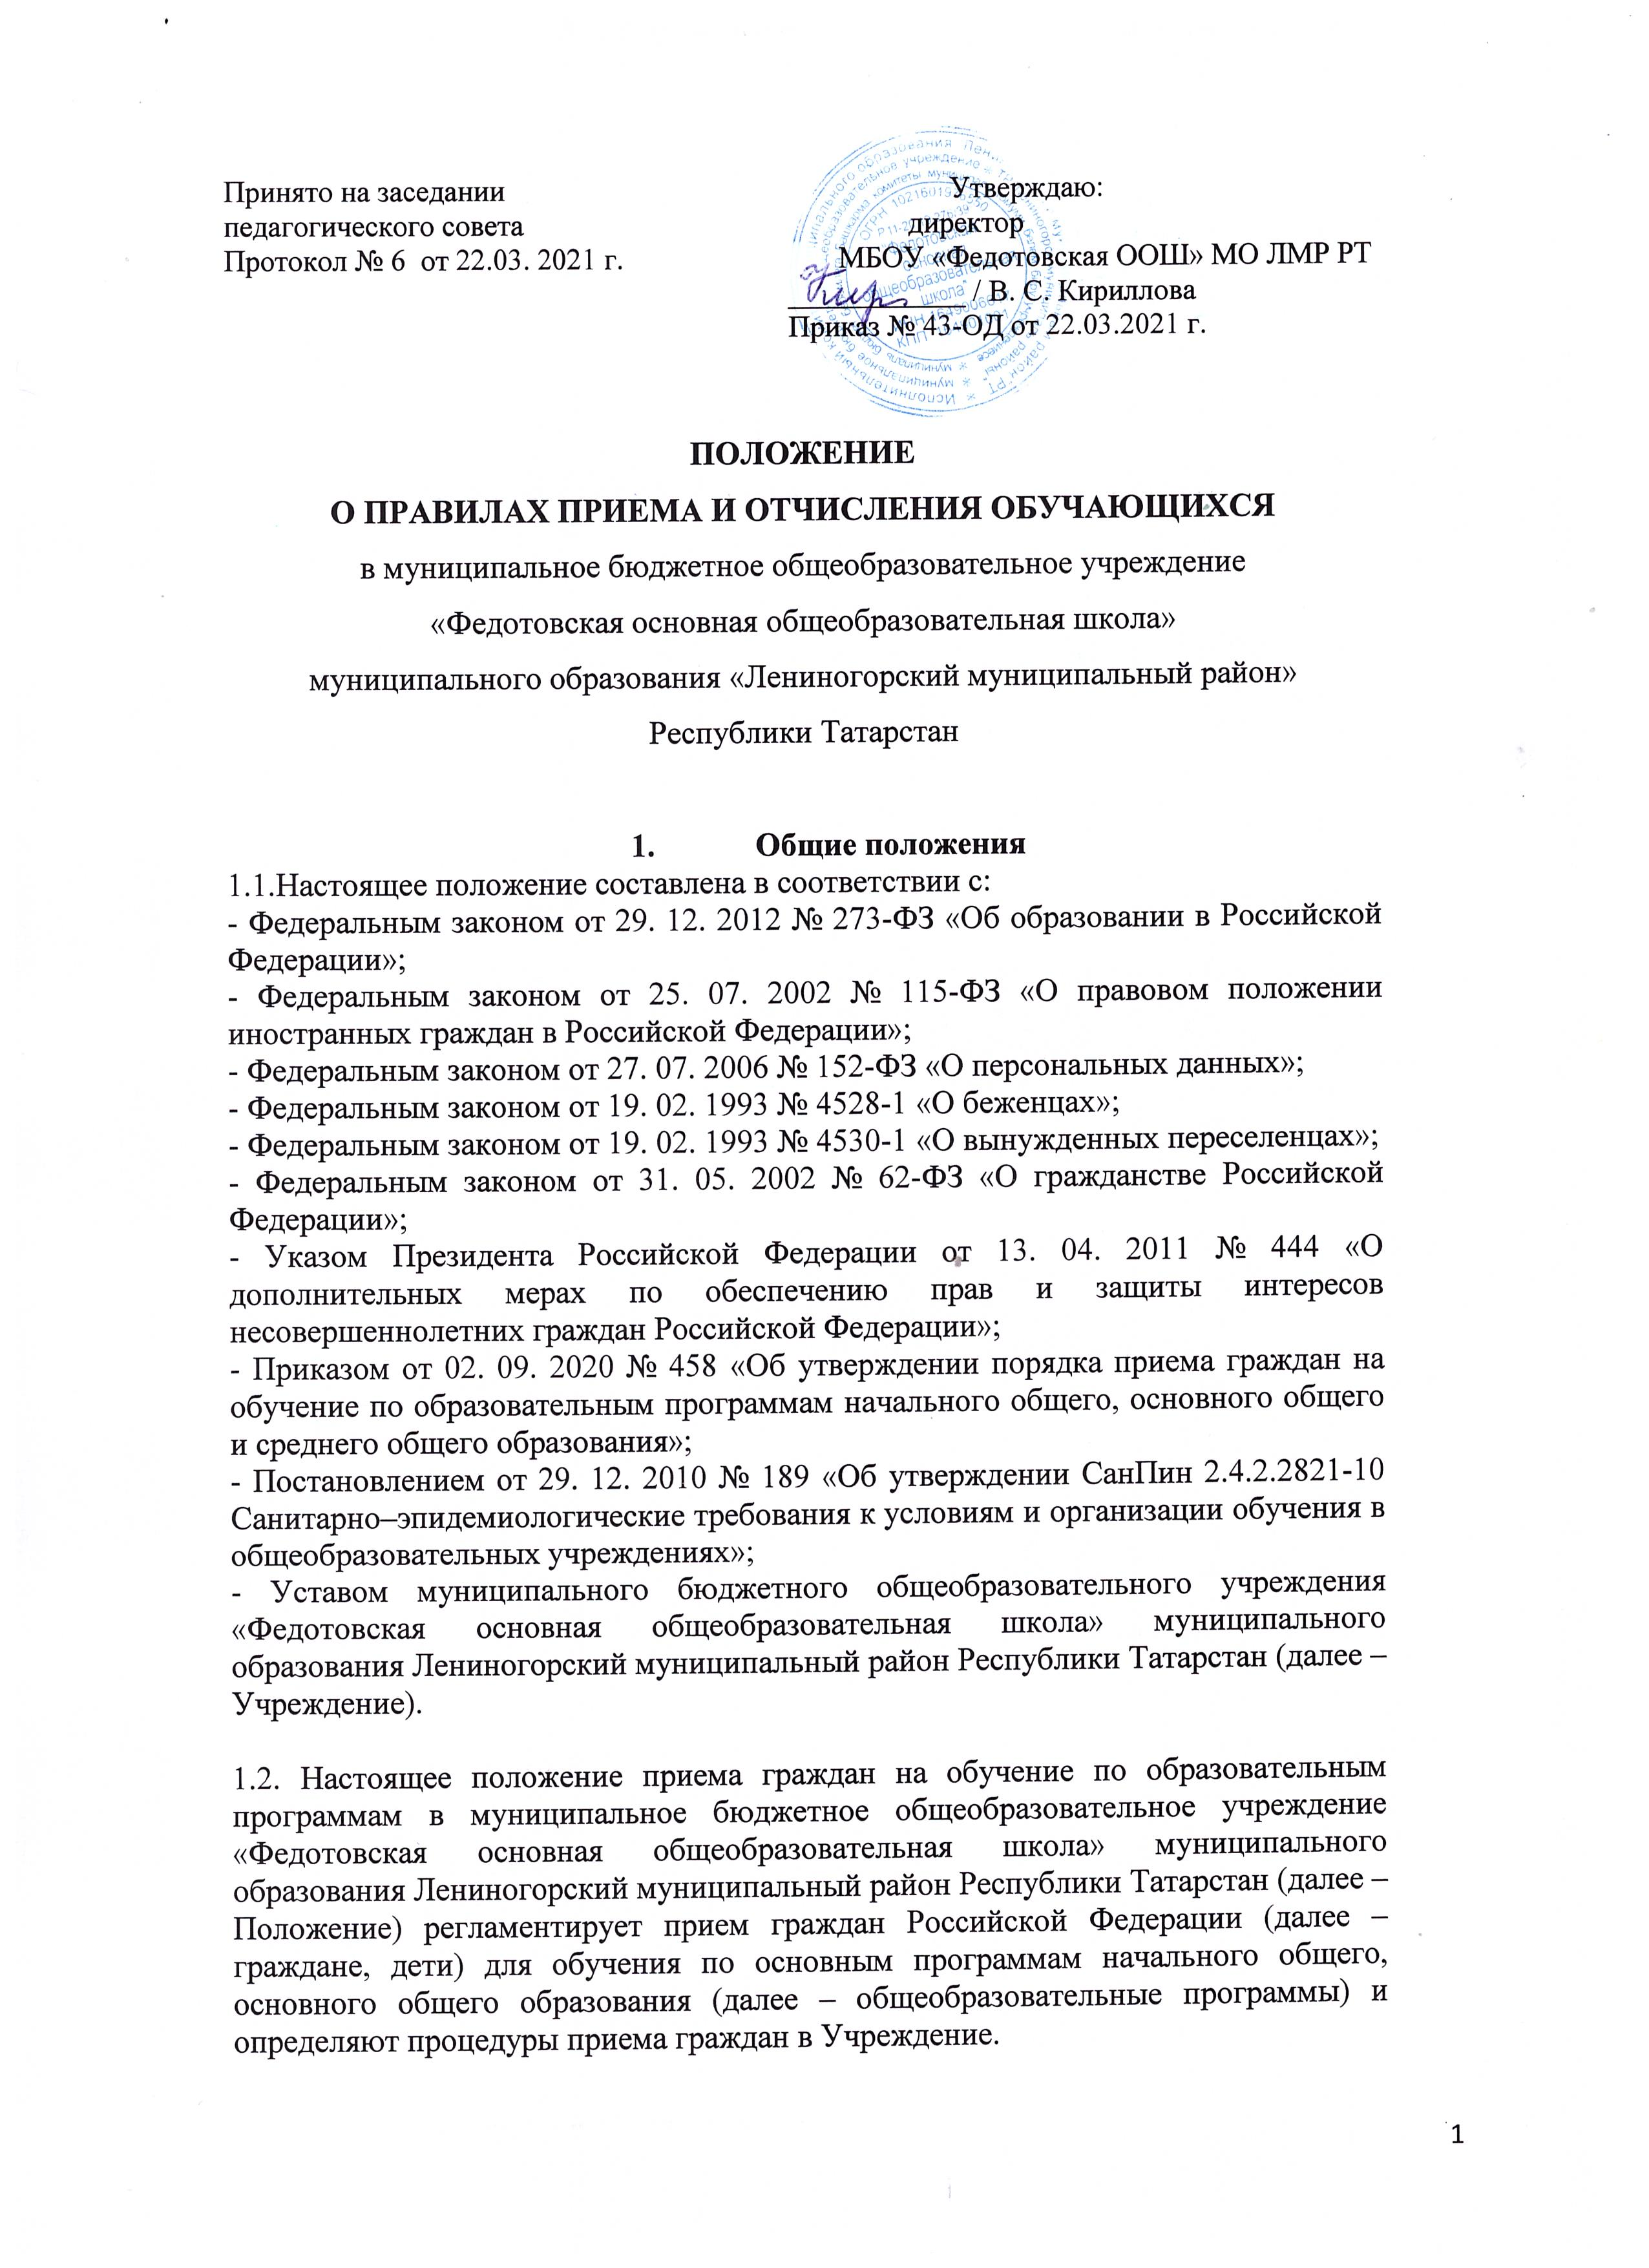 Принято на заседании
педагогического совета
Протокол № 6 от 22.03. 2021 г.
Утверждаю:
директор
МБОУ «Федотовская ООШ» МО ЛМР РТ
/ В. С. Кириллова
Приказ № 43-ОД от 22.03.2021 г.
ПОЛОЖЕНИЕ
О ПРАВИЛАХ ПРИЕМА И ОТЧИСЛЕНИЯ ОБУЧАЮЩИХСЯ
в муниципальное бюджетное общеобразовательное учреждение
«Федотовская основная общеобразовательная школа»
муниципального образования «Лениногорский муниципальный район»
Республики Татарстан
1. Общие положения
1.1.Настоящее положение составлена в соответствии с:
- Федеральным законом от 29. 12. 2012 № 273-ФЗ «Об образовании в Российской
Федерации»;
- Федеральным законом от 25. 07. 2002 № 115-ФЗ «О правовом положении
иностранных граждан в Российской Федерации»;
- Федеральным законом от 27. 07. 2006 № 152-ФЗ «О персональных данных»;
- Федеральным законом от 19. 02. 1993 № 4528-1 «О беженцах»;
- Федеральным законом от 19. 02. 1993 № 4530-1 «О вынужденных переселенцах»;
- Федеральным законом от 31. 05. 2002 № 62-ФЗ «О гражданстве Российской
Федерации»;
- Указом Президента Российской Федерации от 13. 04. 2011 № 444 «О
дополнительных мерах по обеспечению прав и защиты интересов
несовершеннолетних граждан Российской Федерации»;
- Приказом от 02. 09. 2020 № 458 «Об утверждении порядка приема граждан на
обучение по образовательным программам начального общего, основного общего
и среднего общего образования»;
- Постановлением от 29. 12. 2010 № 189 «Об утверждении СанПин 2.4.2.2821-10
Санитарно–эпидемиологические требования к условиям и организации обучения в
общеобразовательных учреждениях»;
- Уставом муниципального бюджетного общеобразовательного учреждения
«Федотовская основная общеобразовательная школа» муниципального
образования Лениногорский муниципальный район Республики Татарстан (далее –
Учреждение).
1.2. Настоящее положение приема граждан на обучение по образовательным
программам в муниципальное бюджетное общеобразовательное учреждение
«Федотовская основная общеобразовательная школа» муниципального
образования Лениногорский муниципальный район Республики Татарстан (далее –
Положение) регламентирует прием граждан Российской Федерации (далее –
граждане, дети) для обучения по основным программам начального общего,
основного общего образования (далее – общеобразовательные программы) и
определяют процедуры приема граждан в Учреждение.
1